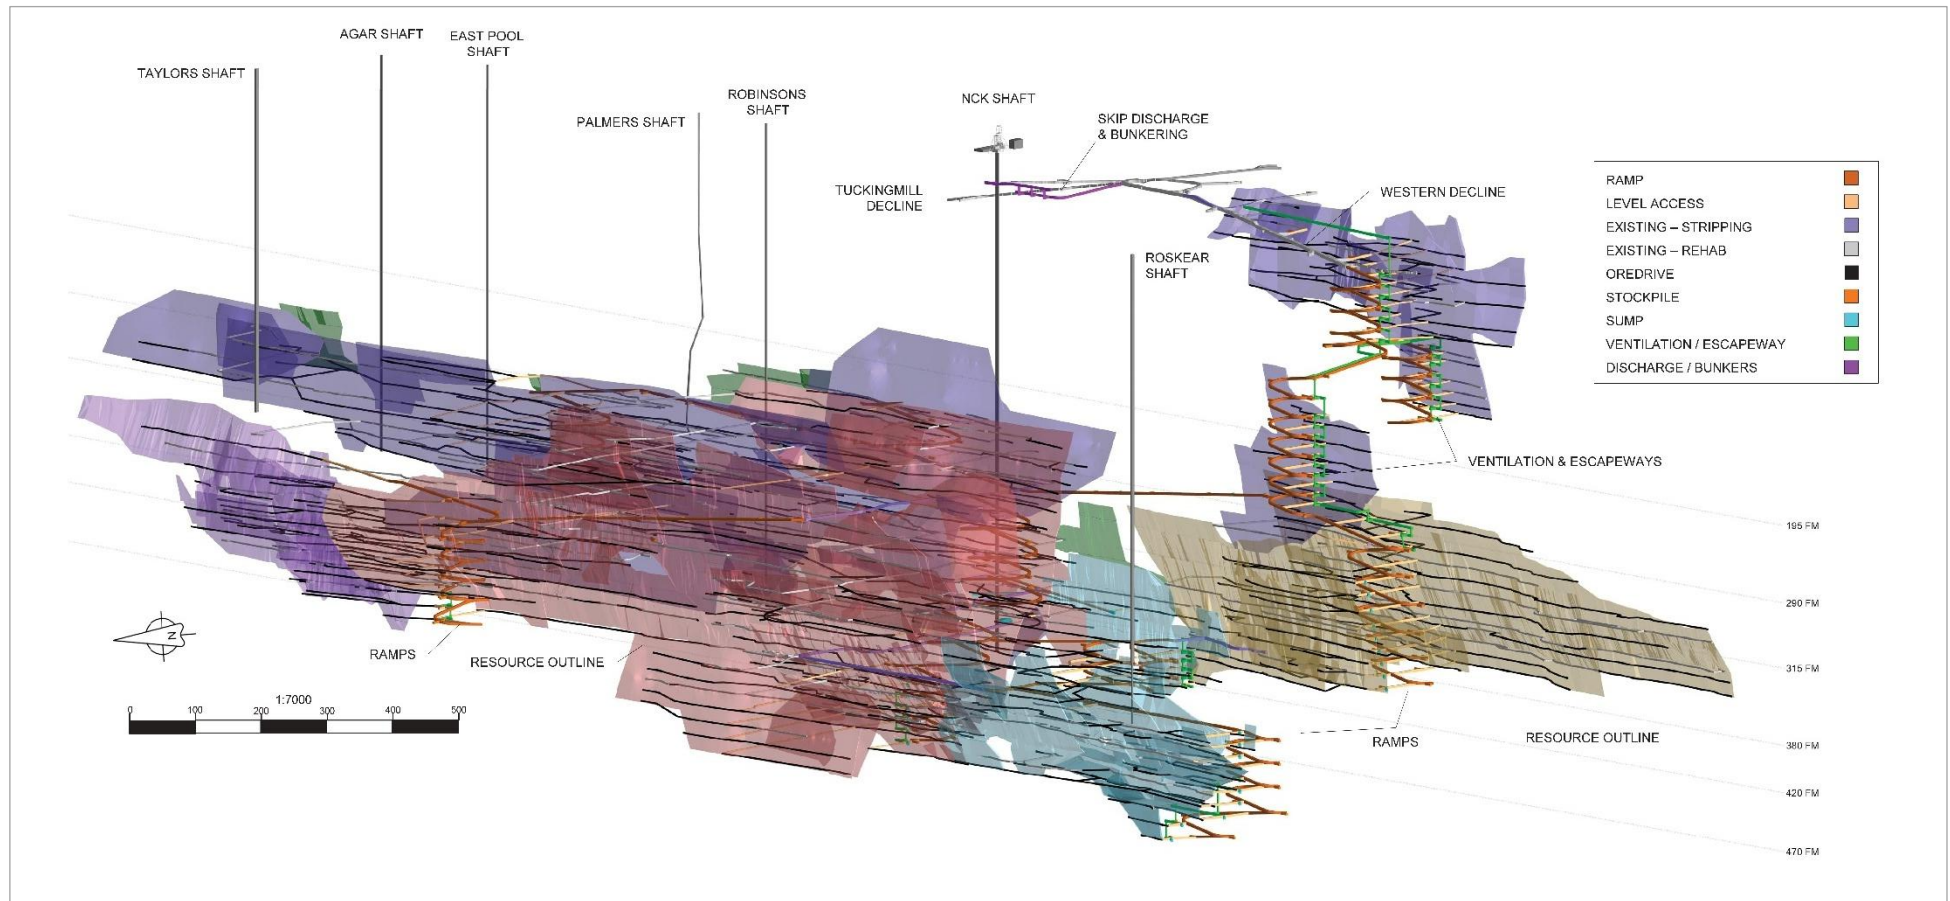 AGAR SHAFT
EAST POOL
SHAFT
TAYLORS SHAFT
ROBINSONS
SHAFT
PALMERS SHAFT
NCK SHAFT
SKIP DISCHARGE
& BUNKERING
TUCKINGMILL
DECLINE
WESTERN DECLINE
ROSKEAR
SHAFT
RAMP
LEVEL ACCESS
EXISTING – STRIPPING
EXISTING – REHAB
OREDRIVE
STOCKPILE
SUMP
VENTILATION / ESCAPEWAY
DISCHARGE / BUNKERS
VENTILATION & ESCAPEWAYS
195 FM
290 FM
315 FM
380 FM
420 FM
470 FM
N
RAMPS
RESOURCE OUTLINE
RAMPS
RESOURCE OUTLINE
1:7000
0 100 200 300 400 500